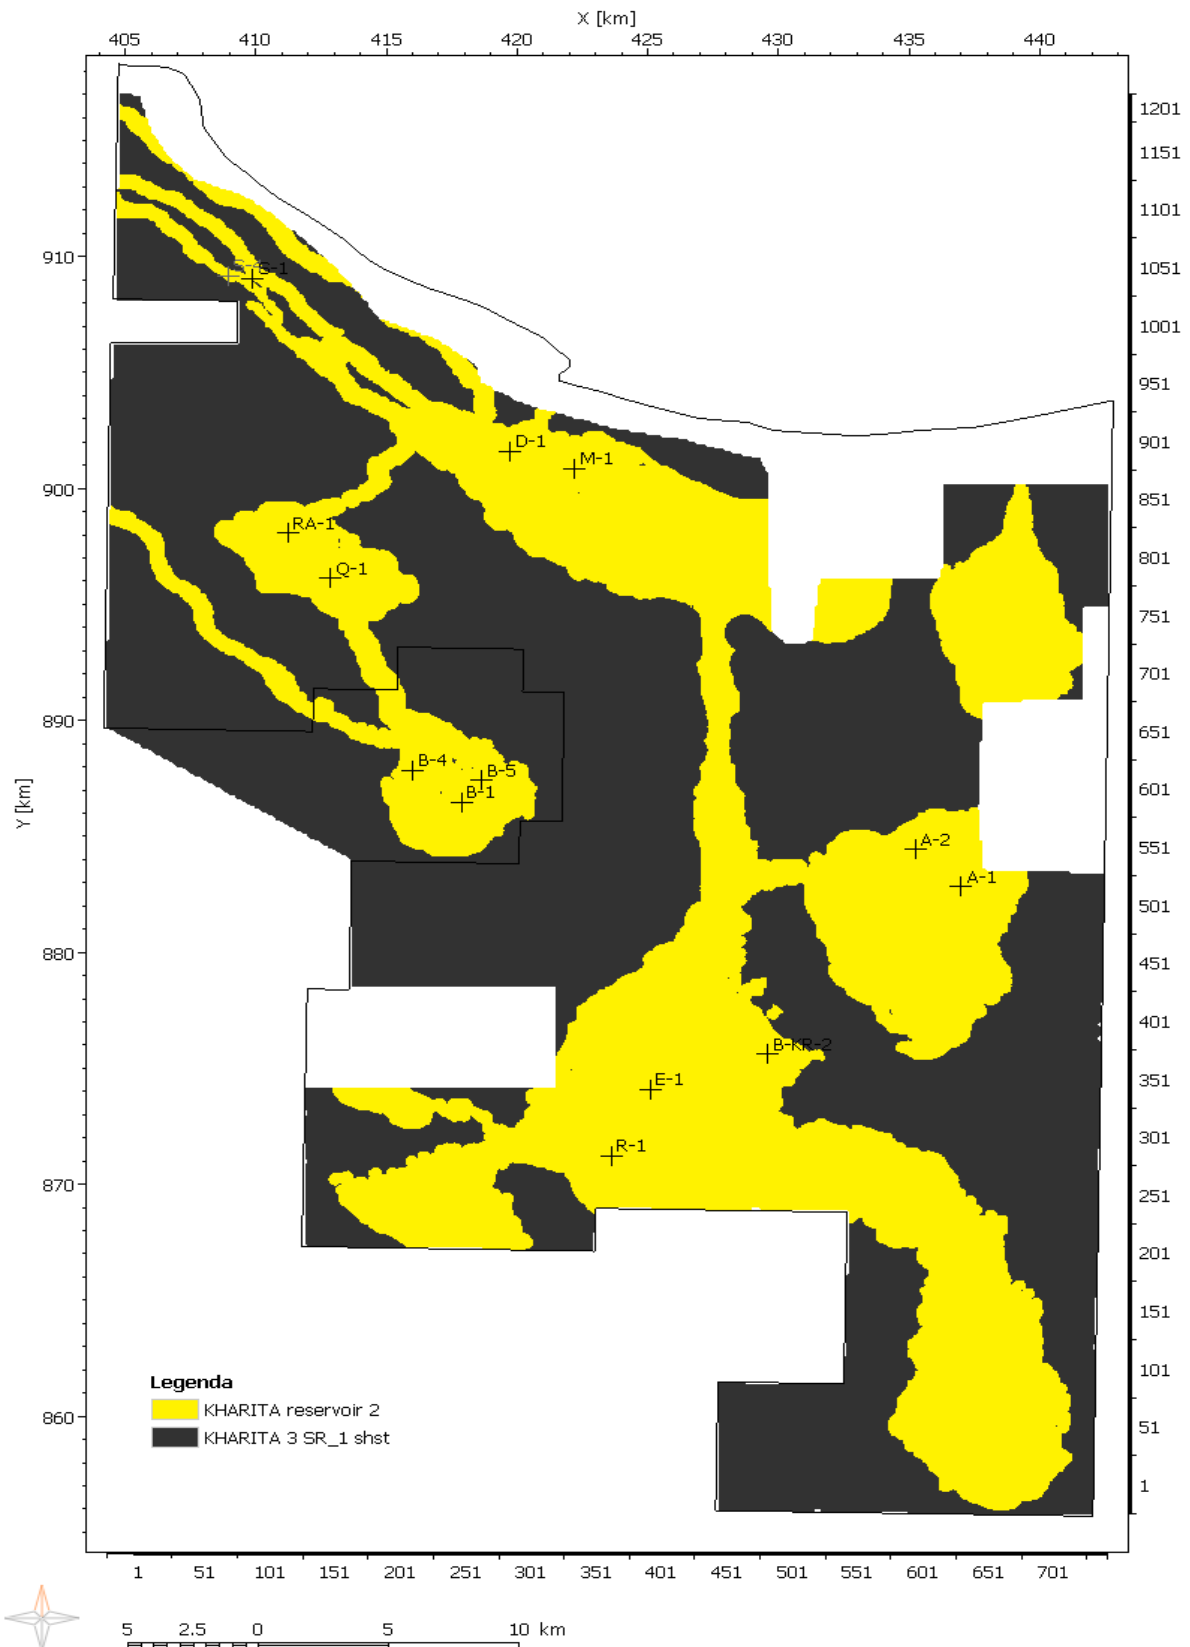 X [km]
405 410 415 420 425 430 435 440
1201
1151
1101
910
1051
S-1
1001
951
D-1
901
M-1
900
851
RA-1
801
Q-1
751
701
890
651
B-4
B-5
601
B-1
Y [km]
A-2
551
A-1
501
880
451
401
B-KR-2
E-1
351
R-1
301
870
251
201
151
Legenda
101
KHARITA reservoir 2
860
51
KHARITA 3 SR_1 shst
1
1 51 101 151 201 251 301 351 401 451 501 551 601 651 701
5 2.5 0 5 10 km